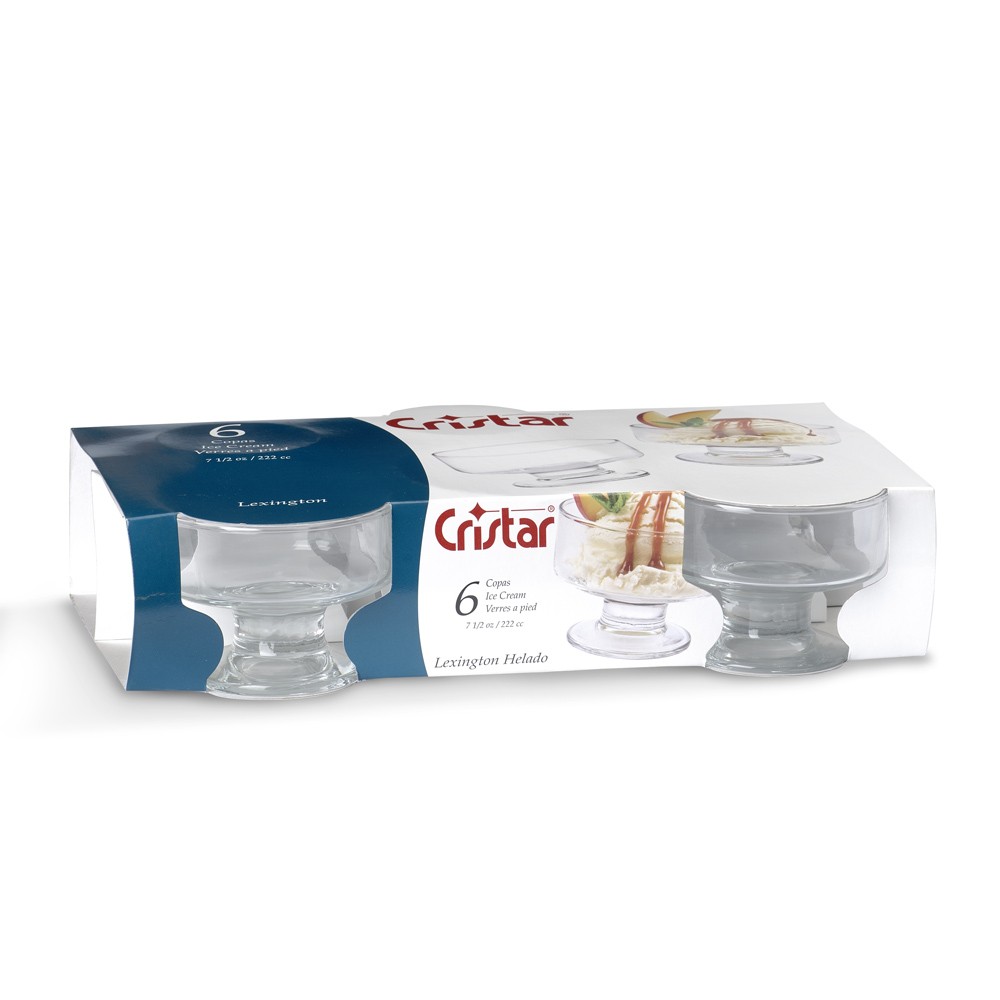 6
Copas
Ice Cream
Verres a pied
7 1/2 oz / 222 cc
Lexington
Cristar
Cristar®
6
Copas
Ice Cream
Verres a pied
7 1/2 oz / 222 cc
Lexington Helado